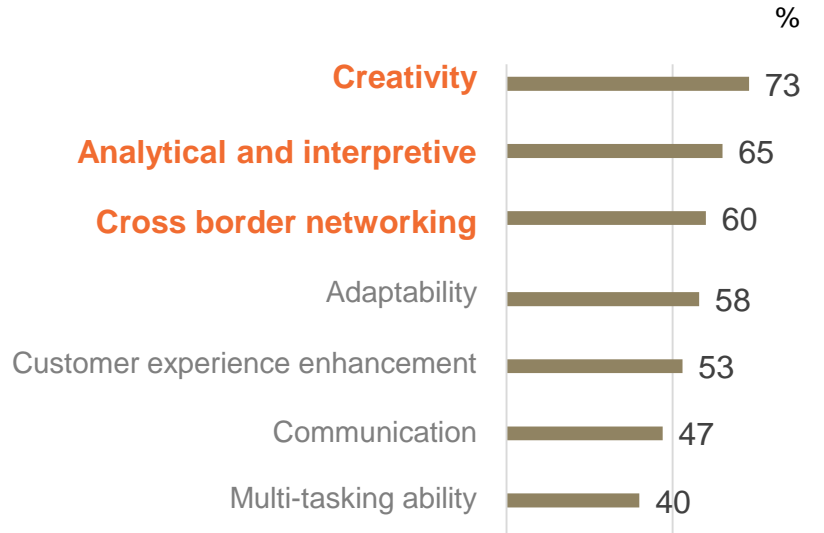 %
Creativity 73
Analytical and interpretive 65
Cross border networking 60
Adaptability 58
Customer experience enhancement 53
Communication 47
Multi-tasking ability 40